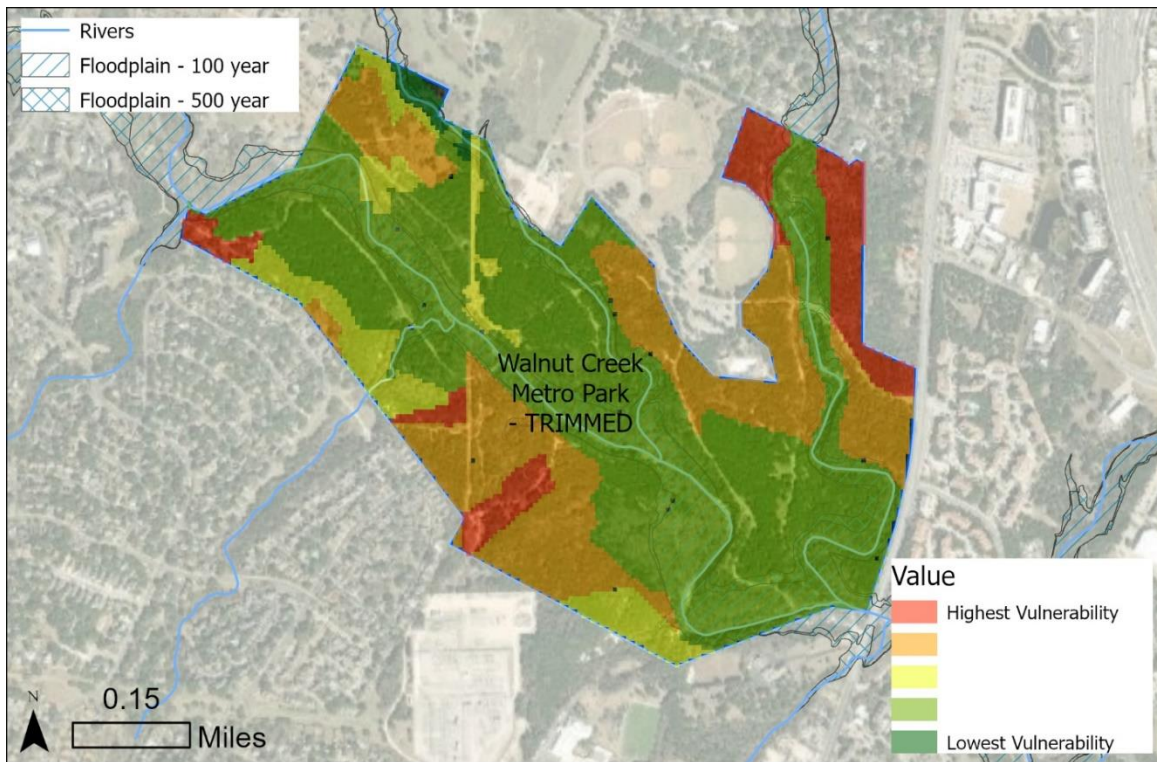 Rivers
Floodplain - 100 year
Floodplain - 500 year
Walnut Creek
Metro Park
- TRIMMED
Value
Highest Vulnerability
Lowest Vulnerability
N
0.15
Miles